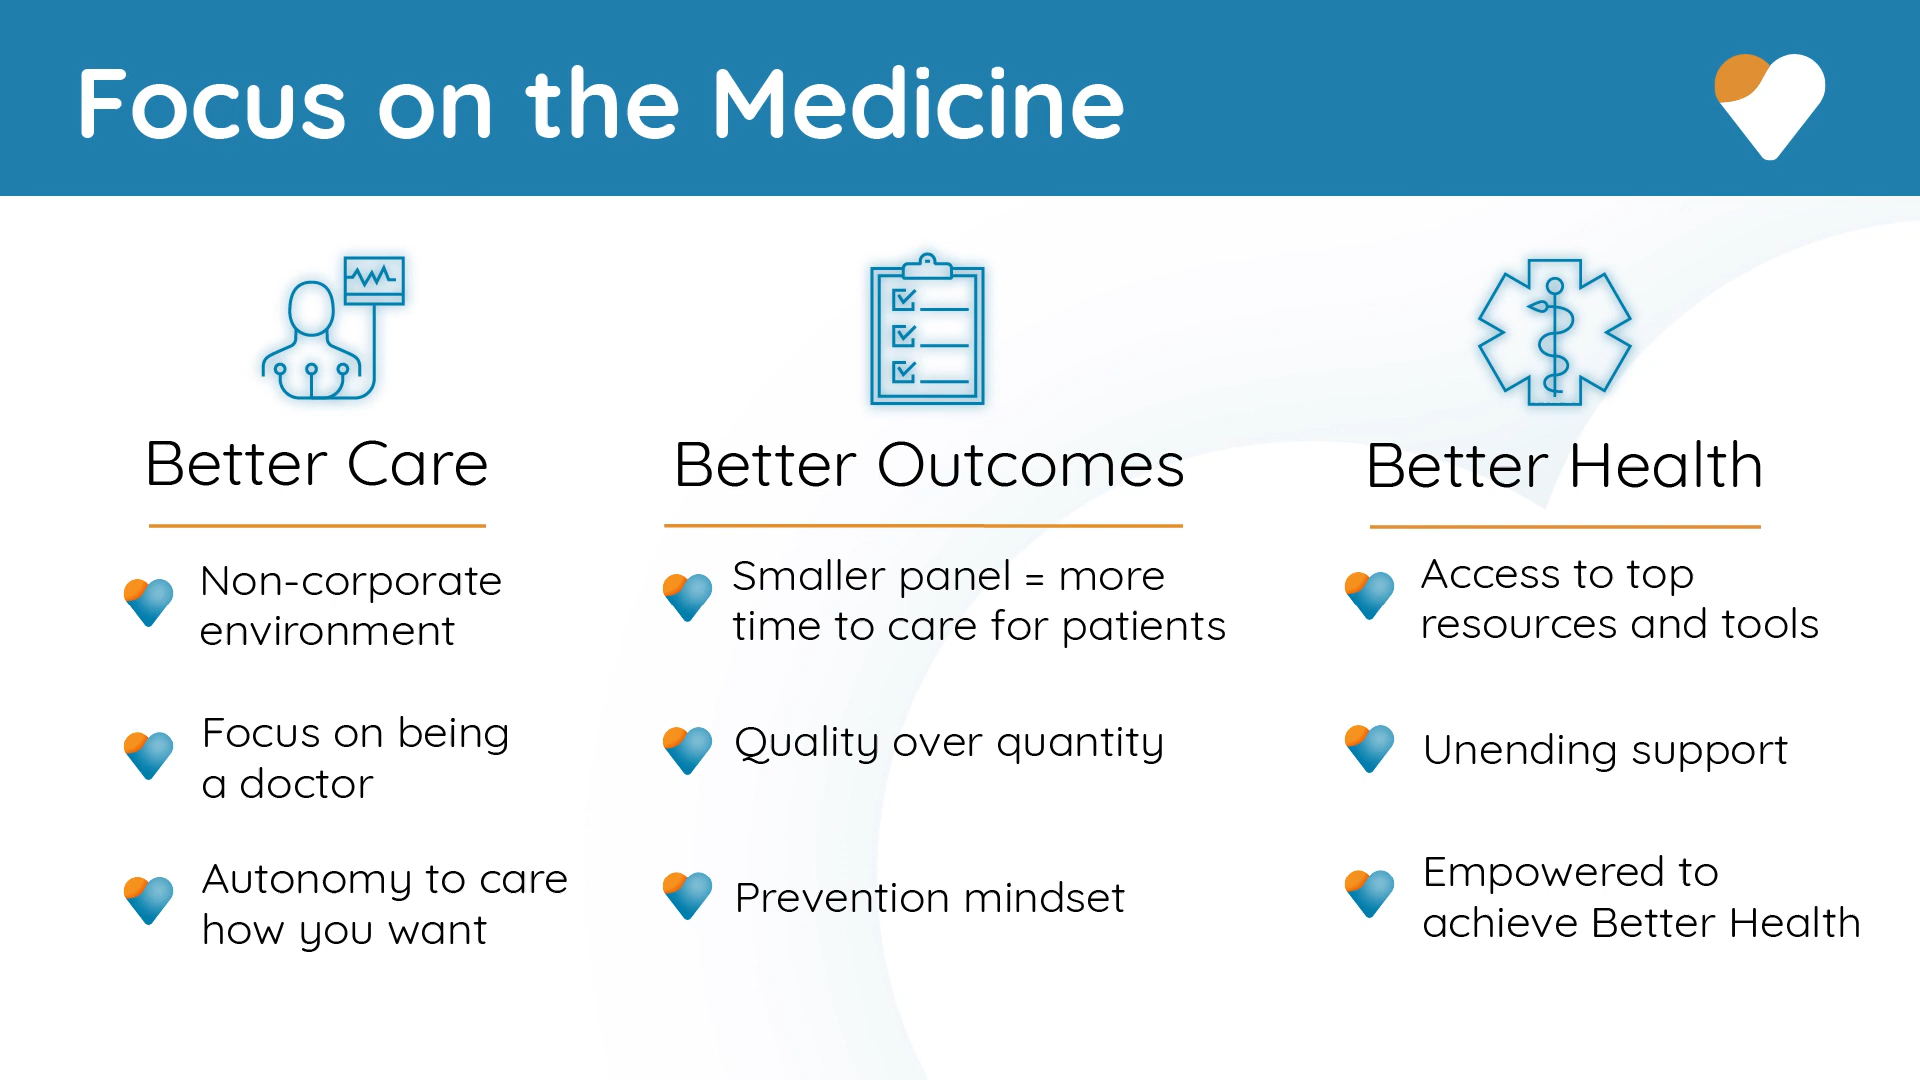 Focus on the Medicine
Better Care
Non-corporate
environment
Focus on being
a doctor
Autonomy to care
how you want
Better Outcomes
Smaller panel = more
time to care for patients
Quality over quantity
Prevention mindset
Better Health
Access to top
resources and tools
Unending support
Empowered to
achieve Better Health